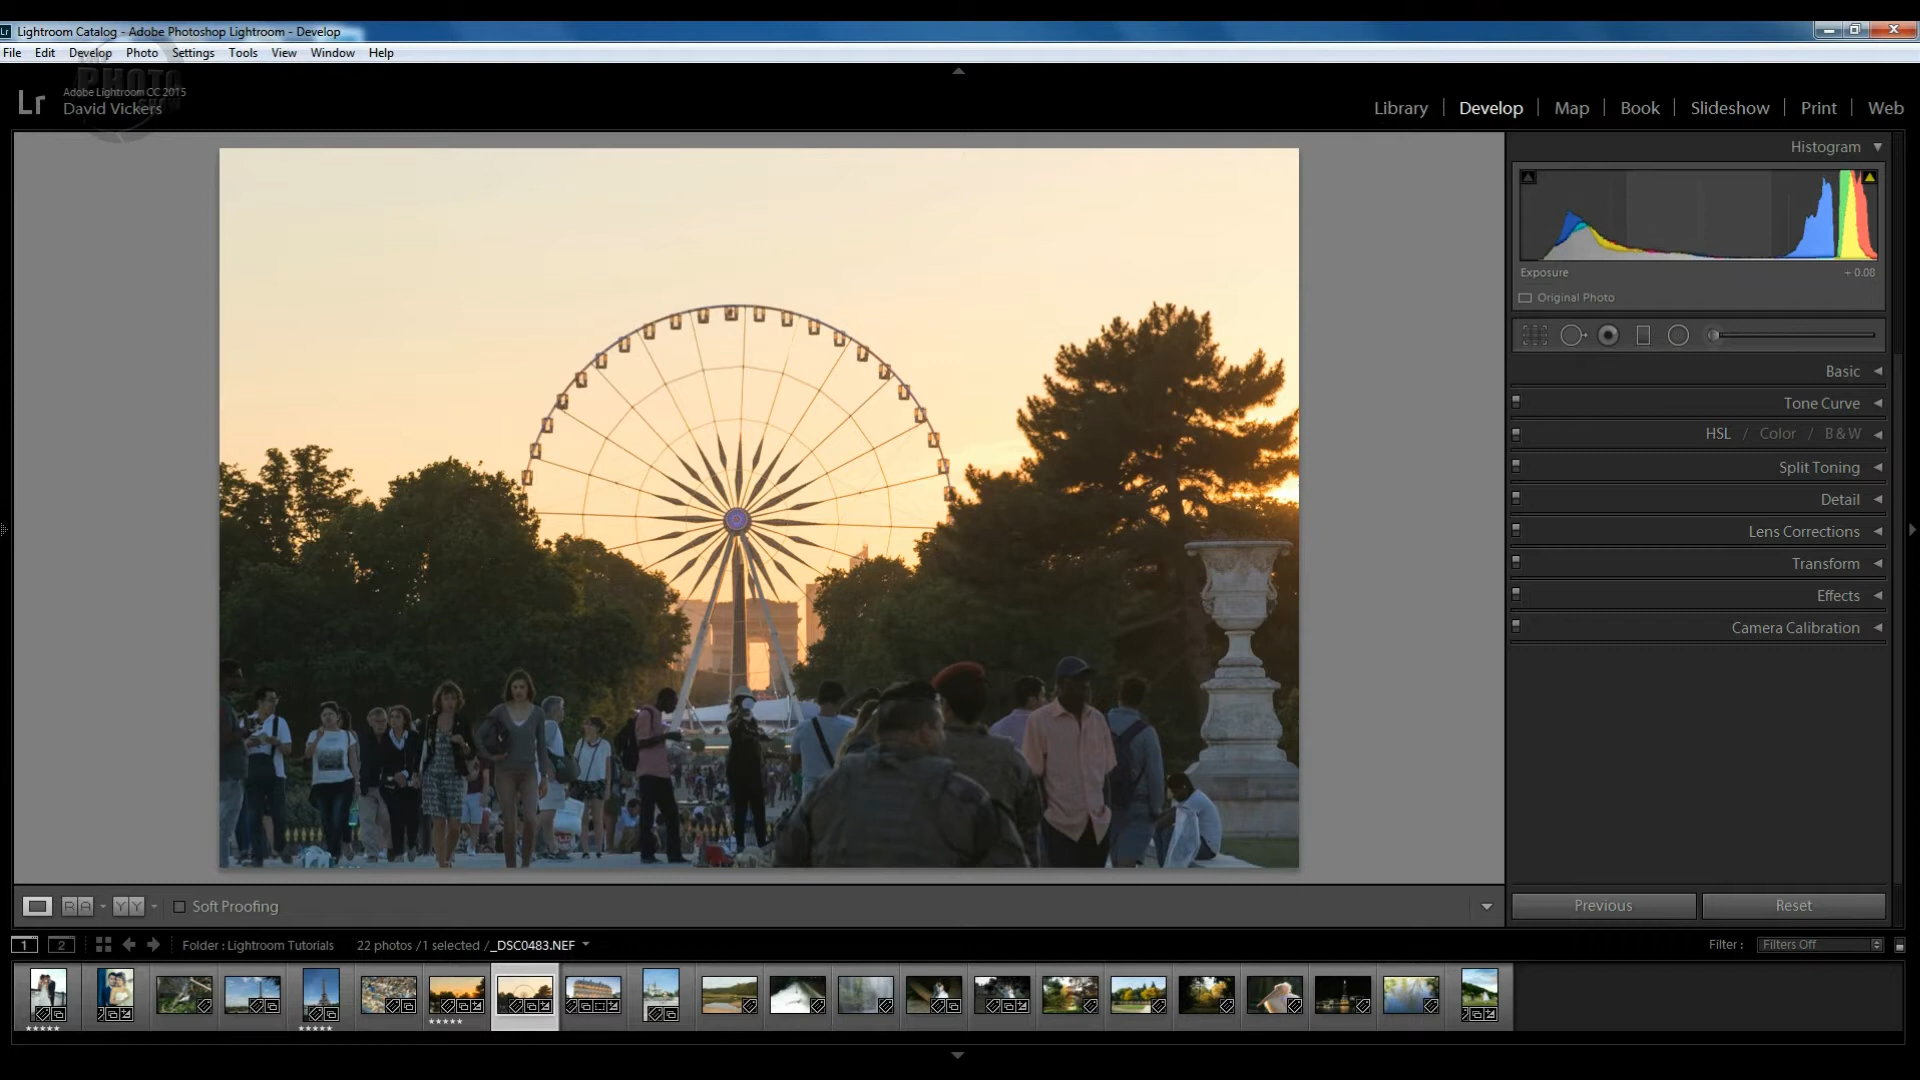 Lr Lightroom Catalog - Adobe Photoshop Lightroom - Develop
File Edit Develop Photo Settings Tools View Window Help
PHOTO
SHOW
Lr Adobe Lightroom CC 2015
David Vickers
Library Develop Map Book Slideshow Print Web
Histogram
Exposure + 0.08
Original Photo
Basic
Tone Curve
HSL / Color / B & W
Split Toning
Detail
Lens Corrections
Transform
Effects
Camera Calibration
R A Y Y Soft Proofing
Previous Reset
1 2 Folder : Lightroom Tutorials 22 photos / 1 selected / _DSC0483.NEF
Filter : Filters Off